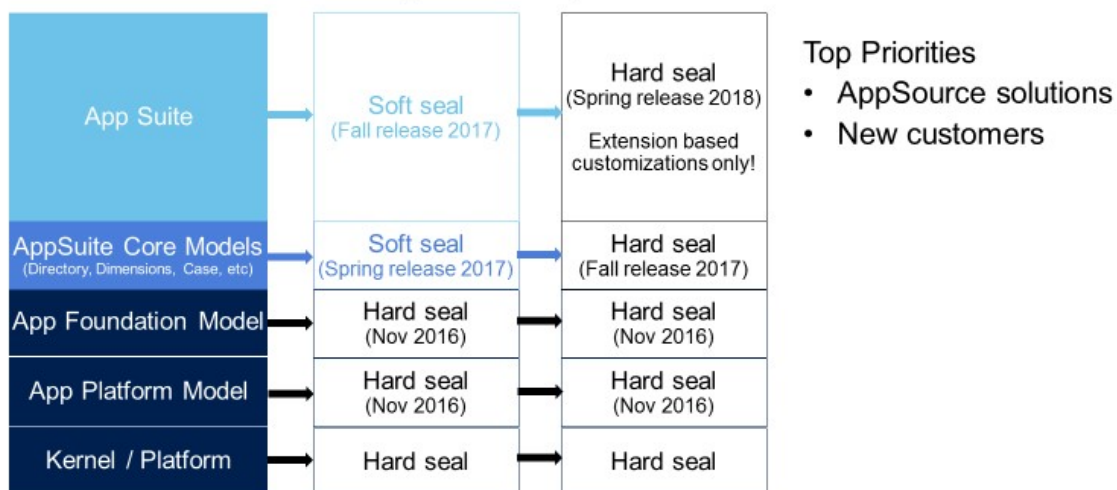 App Suite
Soft seal
(Fall release 2017)
Hard seal
(Spring release 2018)
Extension based
customizations only!
AppSuite Core Models
(Directory, Dimensions, Case, etc)
Soft seal
(Spring release 2017)
Hard seal
(Fall release 2017)
App Foundation Model
Hard seal
(Nov 2016)
Hard seal
(Nov 2016)
App Platform Model
Hard seal
(Nov 2016)
Hard seal
(Nov 2016)
Kernel / Platform
Hard seal
Hard seal
Top Priorities
• AppSource solutions
• New customers